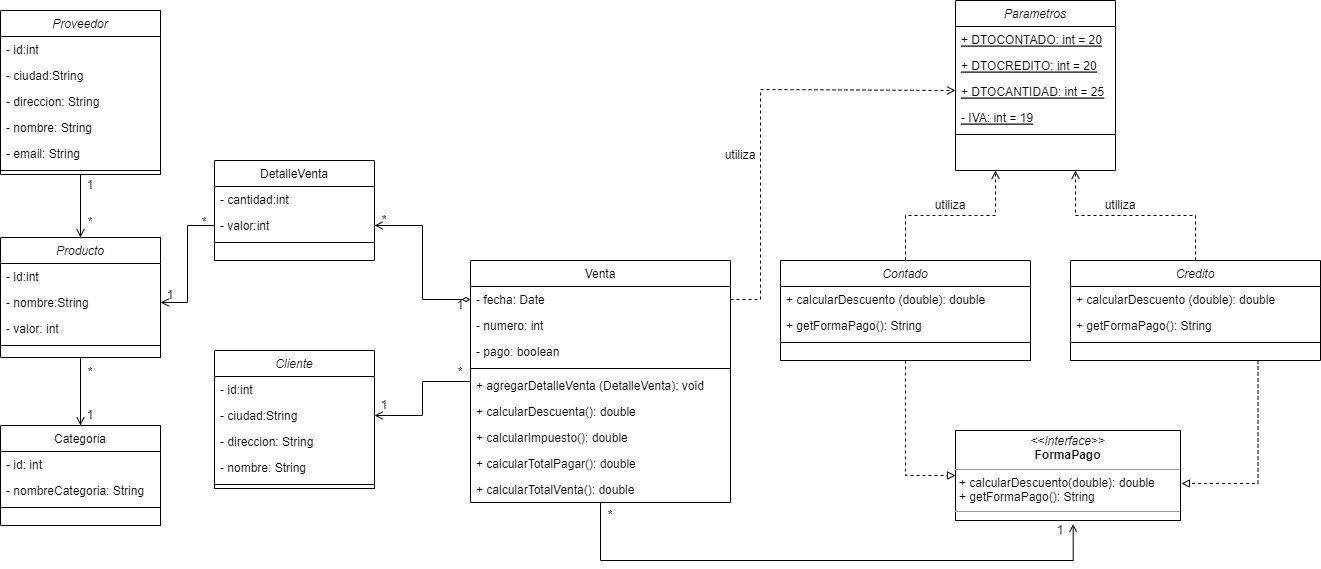 Proveedor
- id:int
- ciudad:String
- direccion: String
- nombre: String
- email: String
1
*
Producto
- id:int
- nombre:String
- valor: int
*
1
Categoria
- id: int
- nombreCategoria: String
DetalleVenta
- cantidad:int
- valor:int
*
1
*
1
Cliente
- id:int
- ciudad:String
- direccion: String
- nombre: String
*
1
Venta
- fecha: Date
- numero: int
- pago: boolean
+ agregarDetalleVenta (DetalleVenta): void
+ calcularDescuenta(): double
+ calcularImpuesto(): double
+ calcularTotalPagar(): double
+ calcularTotalVenta(): double
*
1
Parametros
+ DTOCONTADO: int = 20
+ DTOCREDITO: int = 20
+ DTOCANTIDAD: int = 25
- IVA: int = 19
utiliza
utiliza
utiliza
Contado
+ calcularDescuento (double): double
+ getFormaPago(): String
Credito
+ calcularDescuento (double): double
+ getFormaPago(): String
<<Interface>>
FormaPago
+ calcularDescuento(double): double
+ getFormaPago(): String